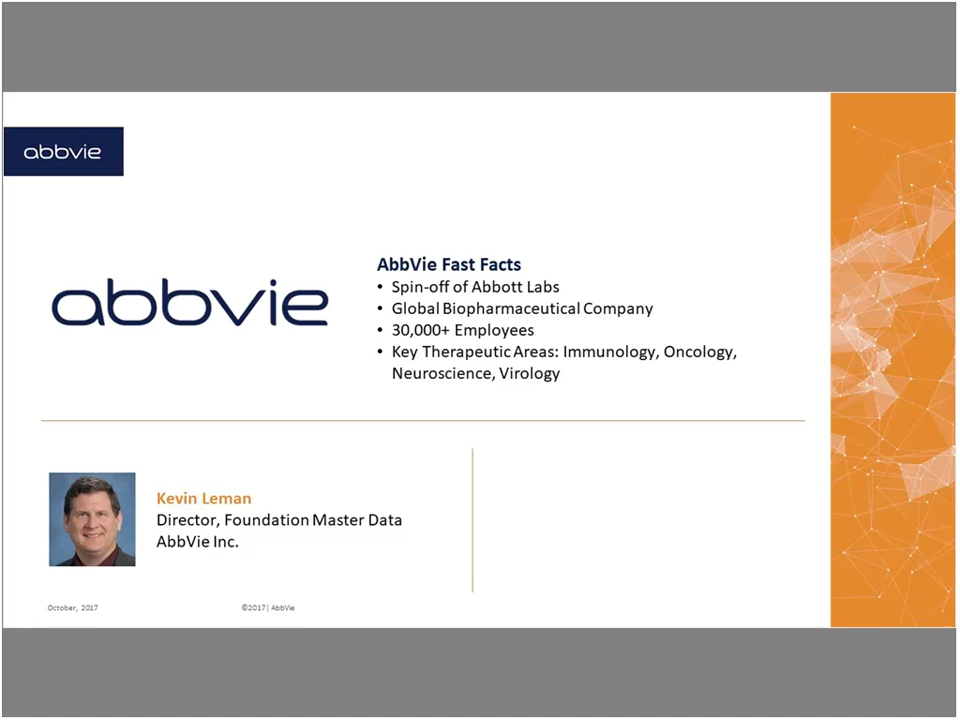 abbvie
abbvie
AbbVie Fast Facts
• Spin-off of Abbott Labs
• Global Biopharmaceutical Company
• 30,000+ Employees
• Key Therapeutic Areas: Immunology, Oncology,
Neuroscience, Virology
Kevin Leman
Director, Foundation Master Data
AbbVie Inc.
October, 2017
©2017| AbbVie